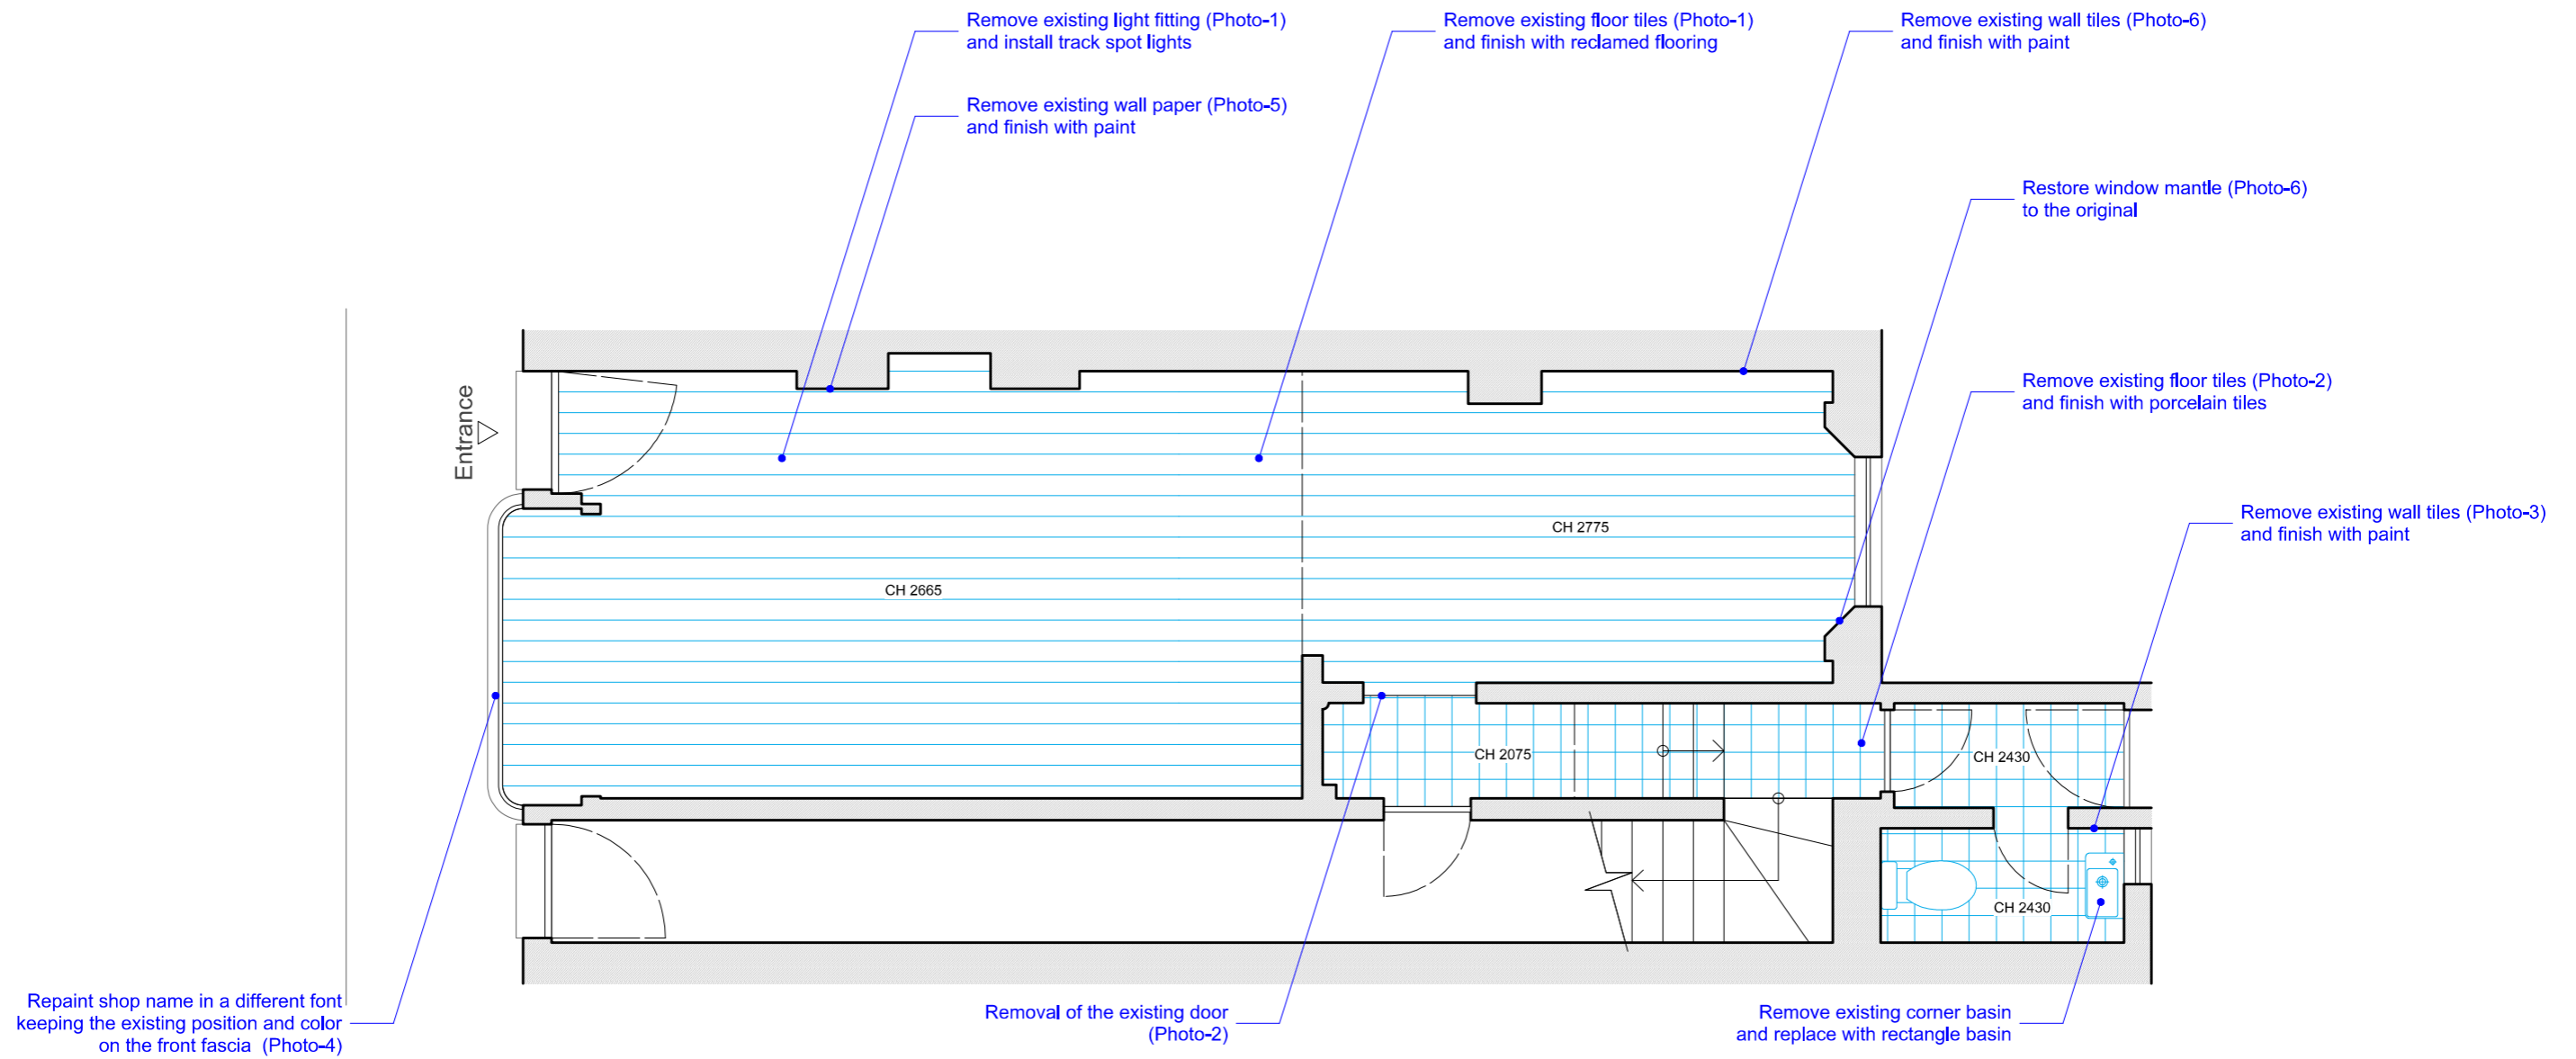 Remove existing light fitting (Photo-1)
and install track spot lights
Remove existing floor tiles (Photo-1)
and finish with reclamed flooring
Remove existing wall tiles (Photo-6)
and finish with paint
Remove existing wall paper (Photo-5)
and finish with paint
Restore window mantle (Photo-6)
to the original
Remove existing floor tiles (Photo-2)
and finish with porcelain tiles
Entrance
Remove existing wall tiles (Photo-3)
and finish with paint
CH 2775
CH 2665
CH 2075
CH 2430
CH 2430
Repaint shop name in a different font
keeping the existing position and color
on the front fascia (Photo-4)
Removal of the existing door
(Photo-2)
Remove existing corner basin
and replace with rectangle basin